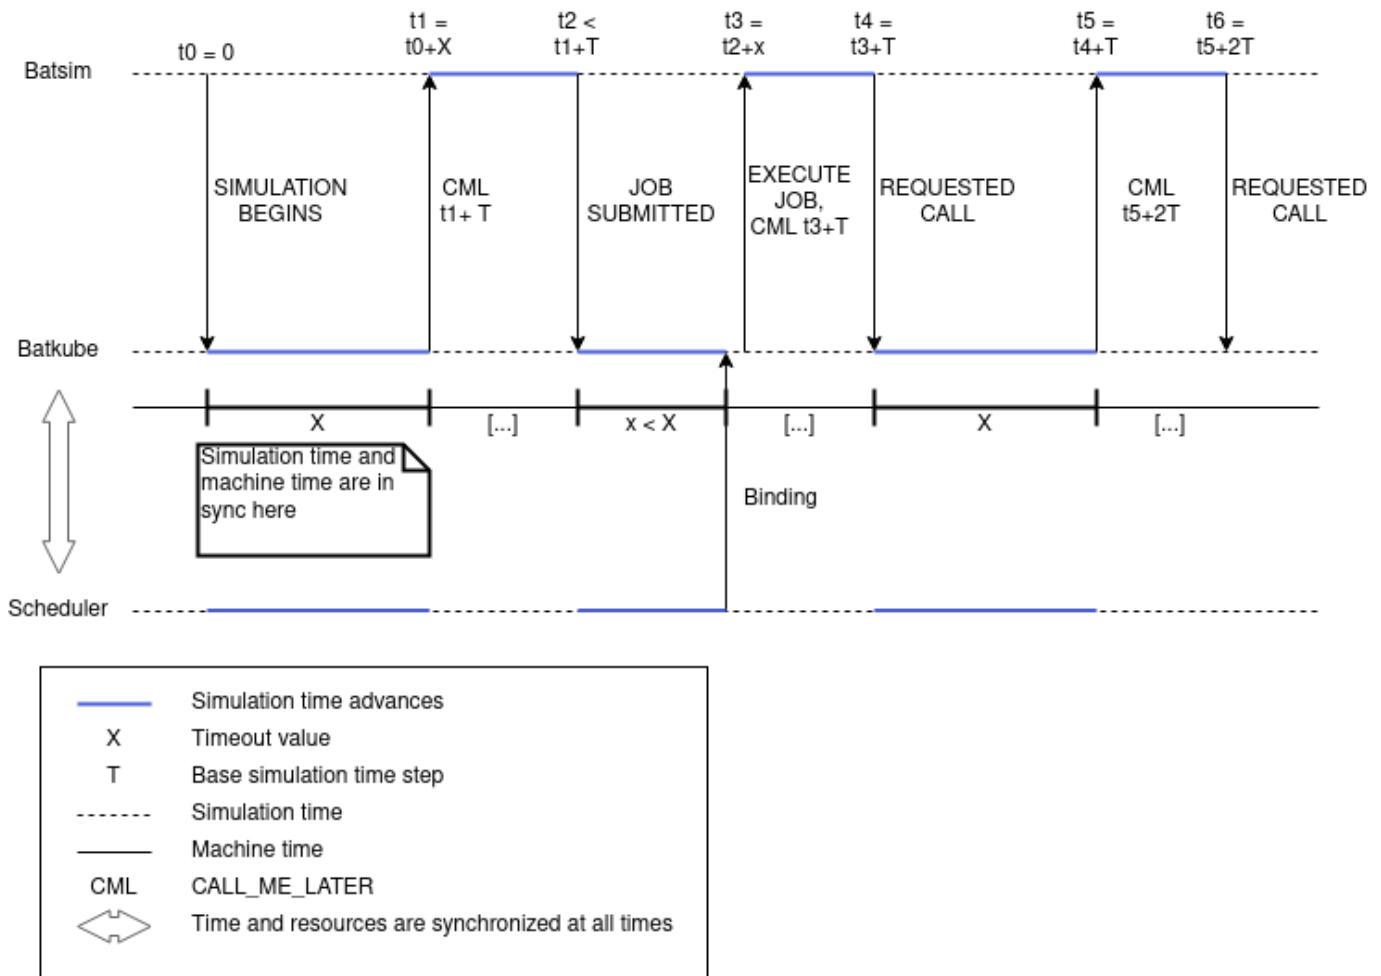 t0 = 0
t1 =
t0+X
t2 <
t1+T
t3 =
t2+x
t4 =
t3+T
t5 =
t4+T
t6 =
t5+2T
Batsim
SIMULATION
BEGINS
CML
t1+ T
JOB
SUBMITTED
EXECUTE
JOB,
CML t3+T
REQUESTED
CALL
CML
t5+2T
REQUESTED
CALL
Batkube
X
[...]
x < X
[...]
X
[...]
Simulation time and
machine time are in
sync here
Binding
Scheduler
Simulation time advances
X Timeout value
T Base simulation time step
Simulation time
Machine time
CML CALL_ME_LATER
Time and resources are synchronized at all times